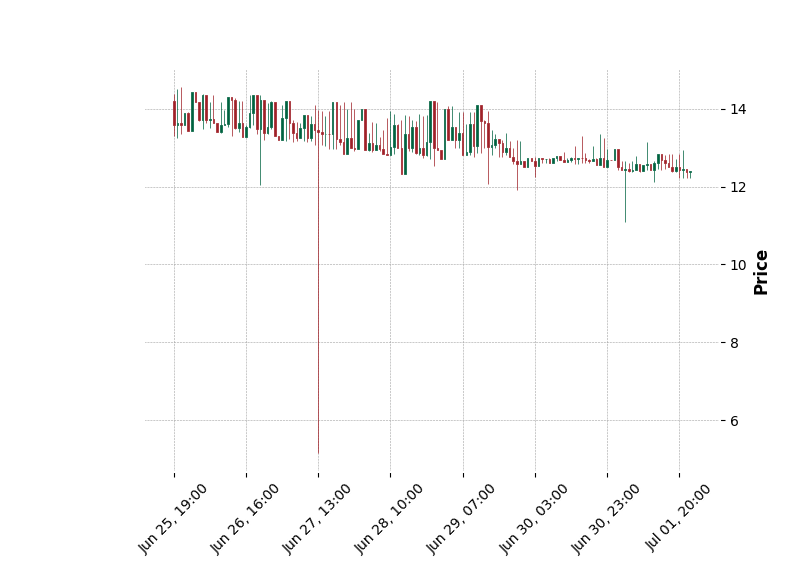 14
12
10
8
6
Price
Jun 25, 19:00
Jun 26, 16:00
Jun 27, 13:00
Jun 28, 10:00
Jun 29, 07:00
Jun 30, 03:00
Jun 30, 23:00
Jul 01, 20:00